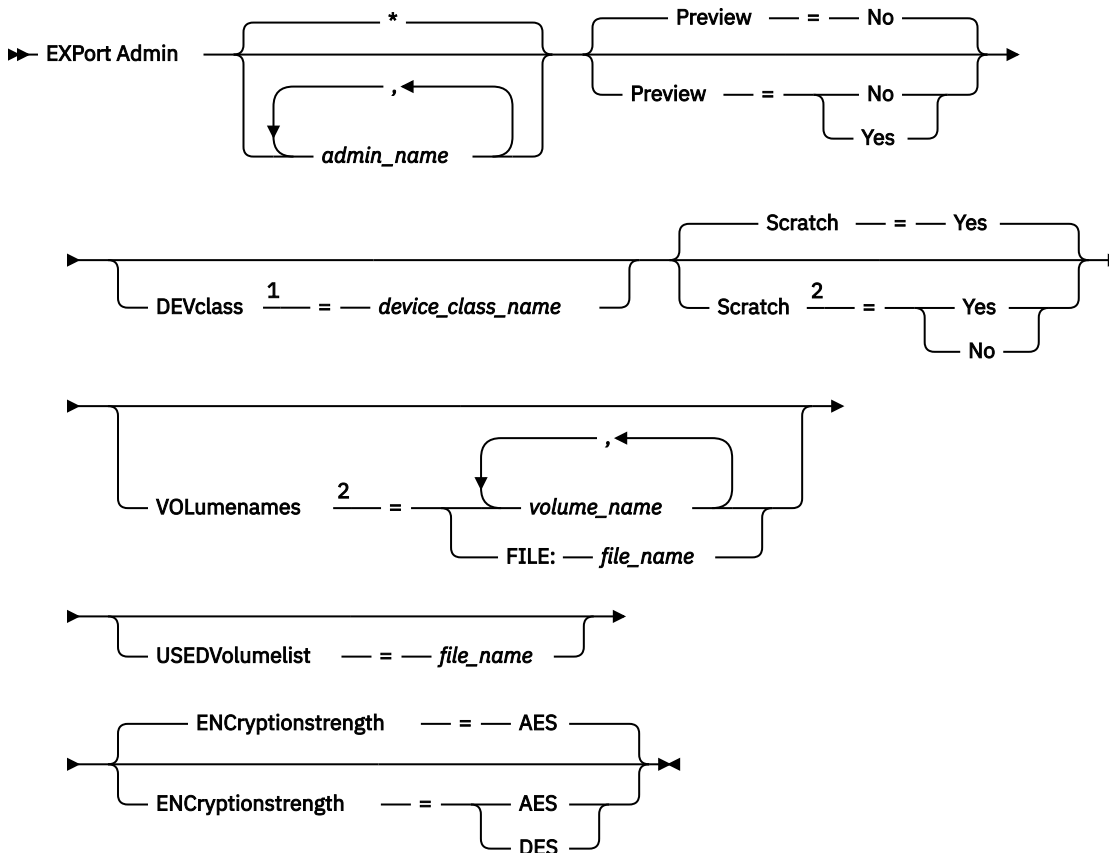 *
Preview = No
EXPort Admin
,
Preview = No
admin_name
Yes
Scratch = Yes
DEVclass 1 = device_class_name
Scratch 2 = Yes
No
,
VOLumenames 2 = volume_name
FILE: file_name
USEDVolumelist = file_name
ENCryptionstrength = AES
ENCryptionstrength = AES
DES